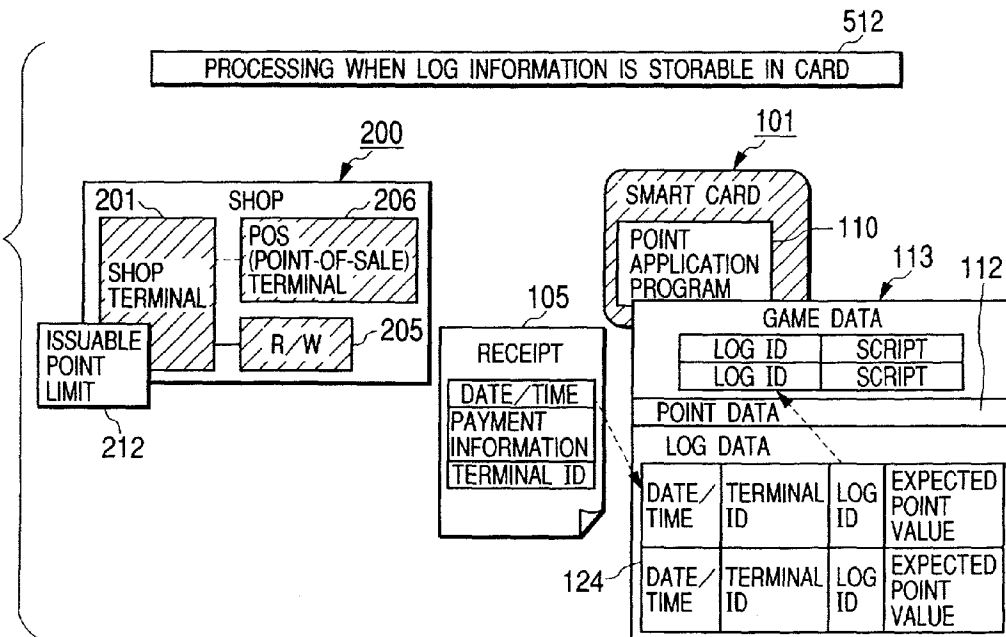 512
PROCESSING WHEN LOG INFORMATION IS STORABLE IN CARD
200
SHOP
201
206
SHOP
TERMINAL
POS
(POINT-OF-SALE)
TERMINAL
R/W
205
ISSUABLE
POINT
LIMIT
212
105
RECEIPT
DATE/TIME
PAYMENT
INFORMATION
TERMINAL ID
101
SMART CARD
POINT
APPLICATION
PROGRAM
110
113
112
GAME DATA
LOG ID SCRIPT
LOG ID SCRIPT
POINT DATA
LOG DATA
DATE/
TIME
TERMINAL
ID
LOG
ID
EXPECTED
POINT
VALUE
124
DATE/
TIME
TERMINAL
ID
LOG
ID
EXPECTED
POINT
VALUE